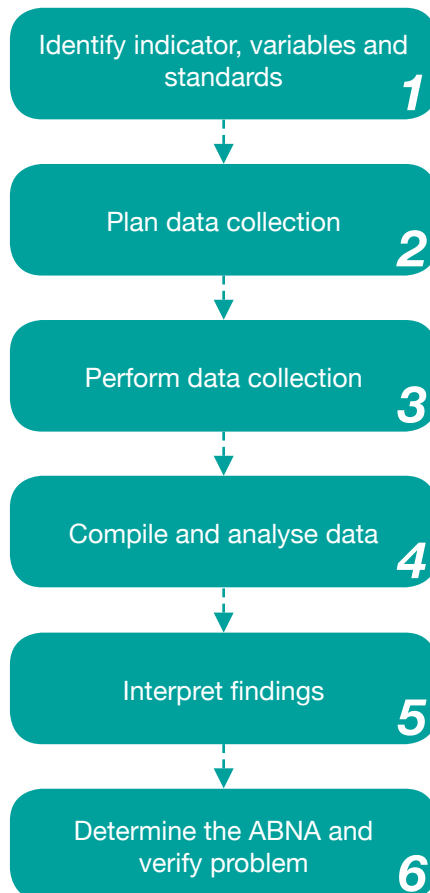 Identify indicator, variables and
standards
1
Plan data collection
2
Perform data collection
3
Compile and analyse data
4
Interpret findings
5
Determine the ABNA and
verify problem
6